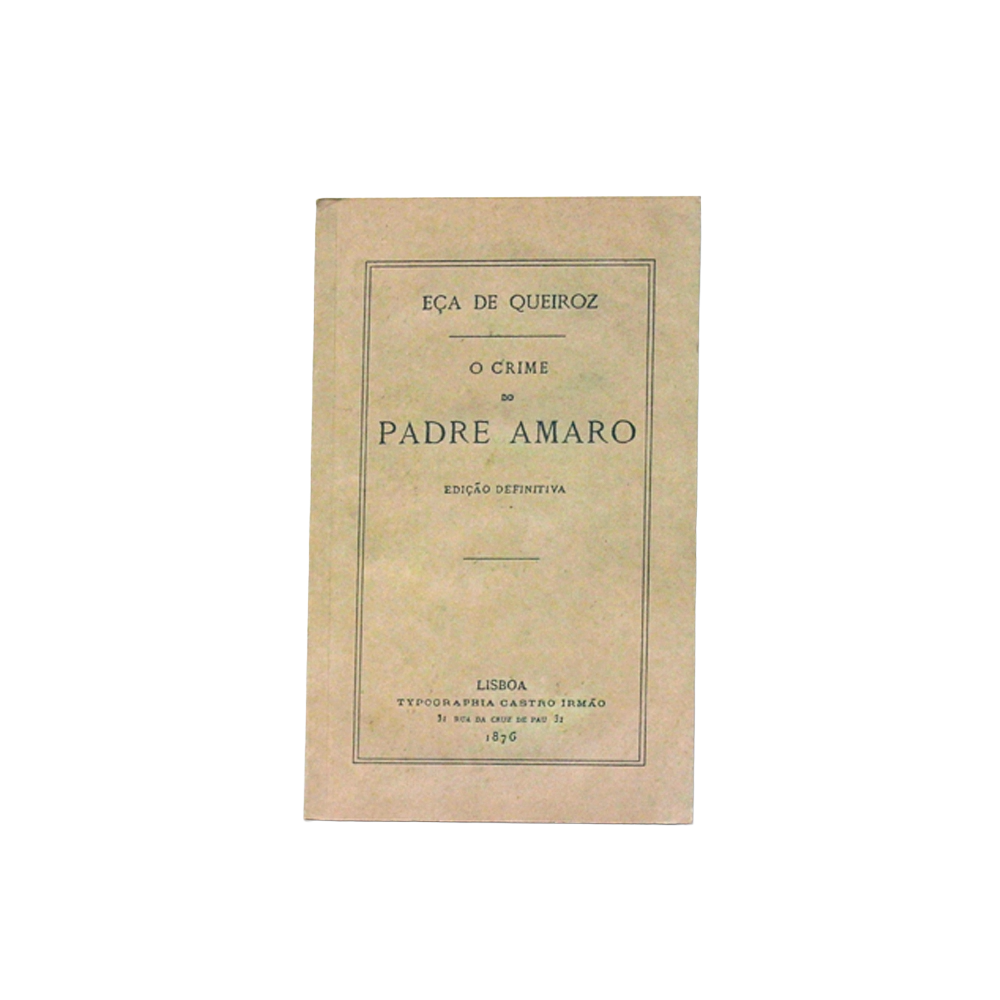 EÇA DE QUEIROZ
O CRIME
DO
PADRE AMARO
EDIÇÃO DEFINITIVA
LISBOA
TYPOGRAPHIA CASTRO IRMÃO
31 RUA DA CRUZ DE PAU 31
1876